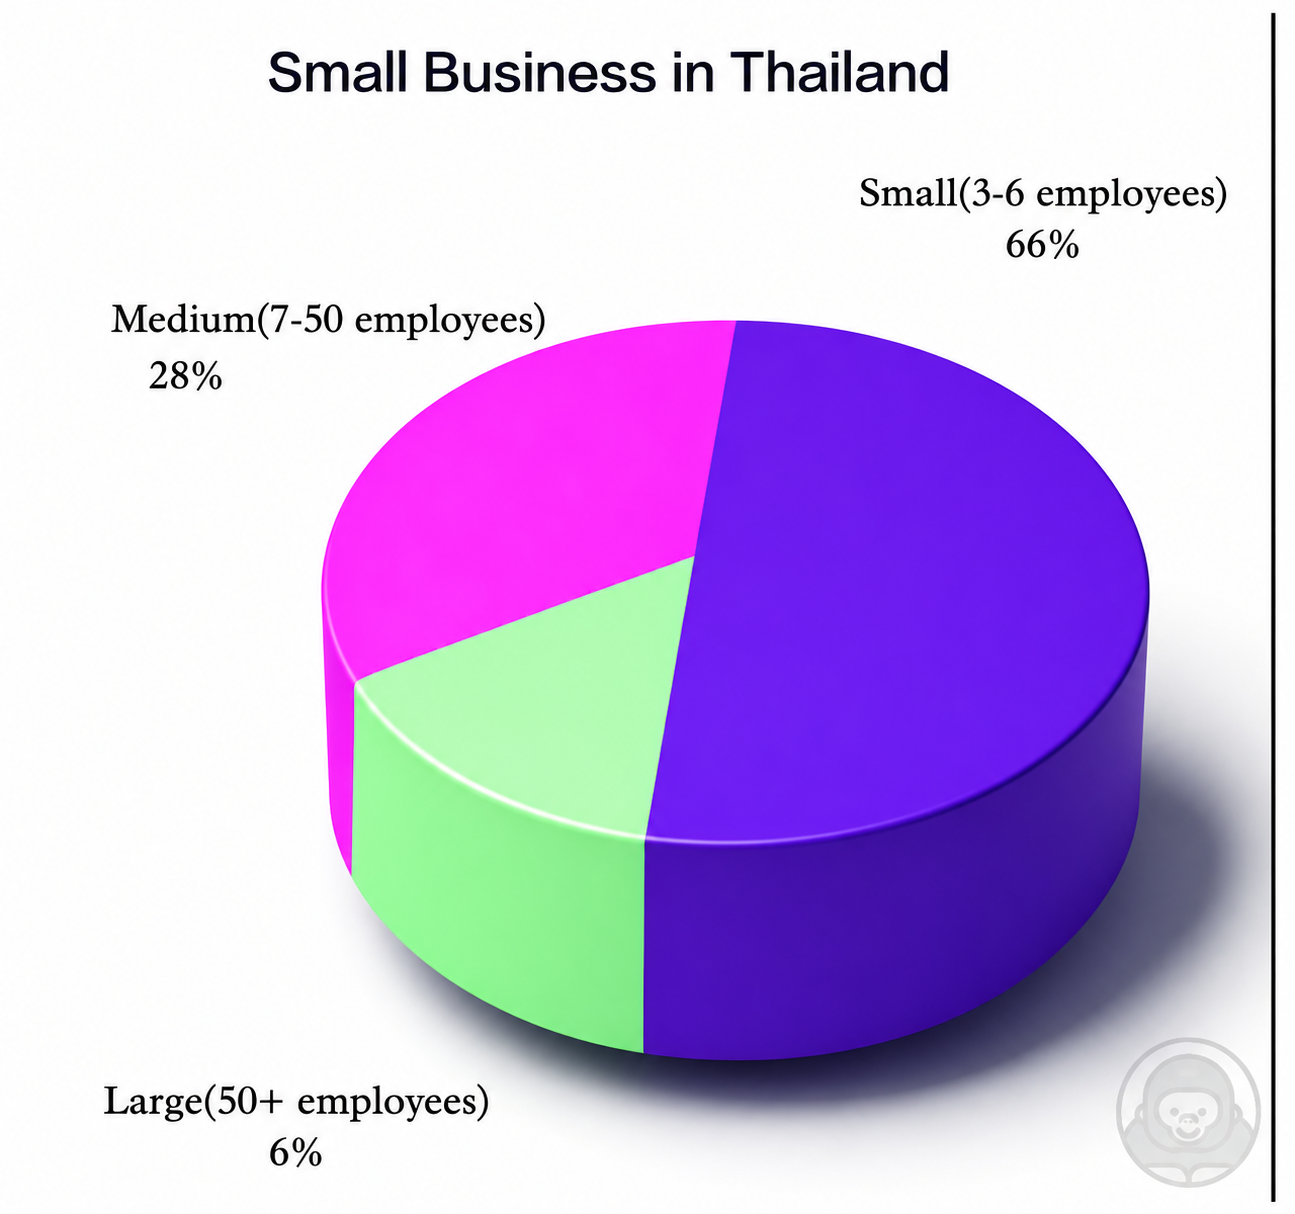 Small Business in Thailand
Small(3-6 employees)
66%
Medium(7-50 employees)
28%
Large(50+ employees)
6%